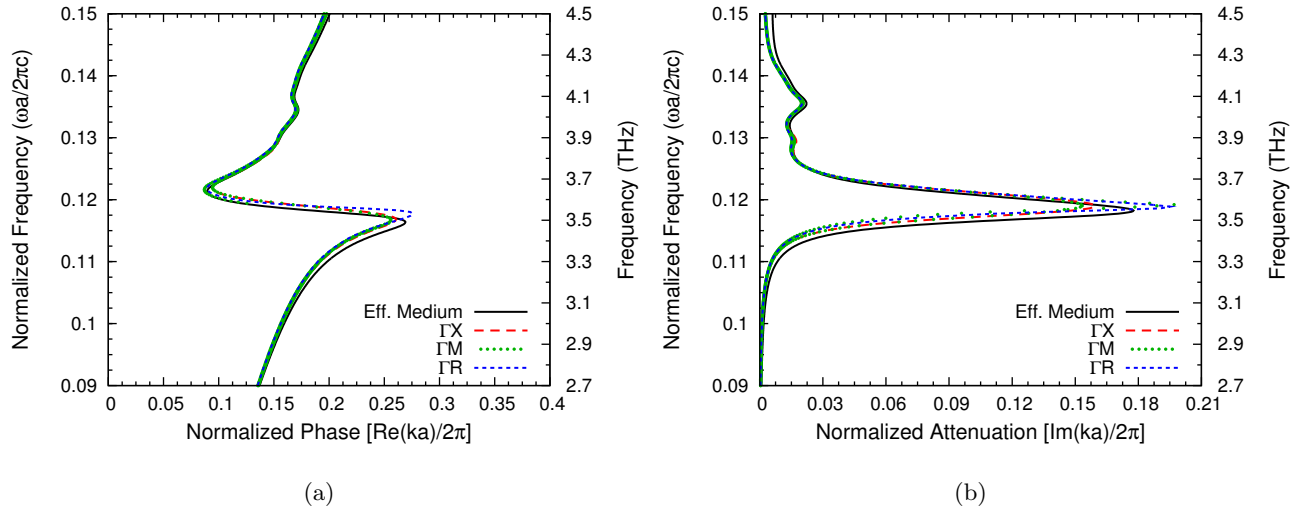 0.15
0.14
0.13
0.12
0.11
0.1
0.09
Normalized Frequency (ωa/2πc)
4.5
4.3
4.1
3.9
3.7
3.5
3.3
3.1
2.9
2.7
Frequency (THz)
Eff. Medium
ΓX
ΓM
ΓR
0 0.05 0.1 0.15 0.2 0.25 0.3 0.35 0.4
Normalized Phase [Re(ka)/2π]
(a)
0.15
0.14
0.13
0.12
0.11
0.1
0.09
Normalized Frequency (ωa/2πc)
4.5
4.3
4.1
3.9
3.7
3.5
3.3
3.1
2.9
2.7
Frequency (THz)
Eff. Medium
ΓX
ΓM
ΓR
0 0.03 0.06 0.09 0.12 0.15 0.18 0.21
Normalized Attenuation [Im(ka)/2π]
(b)